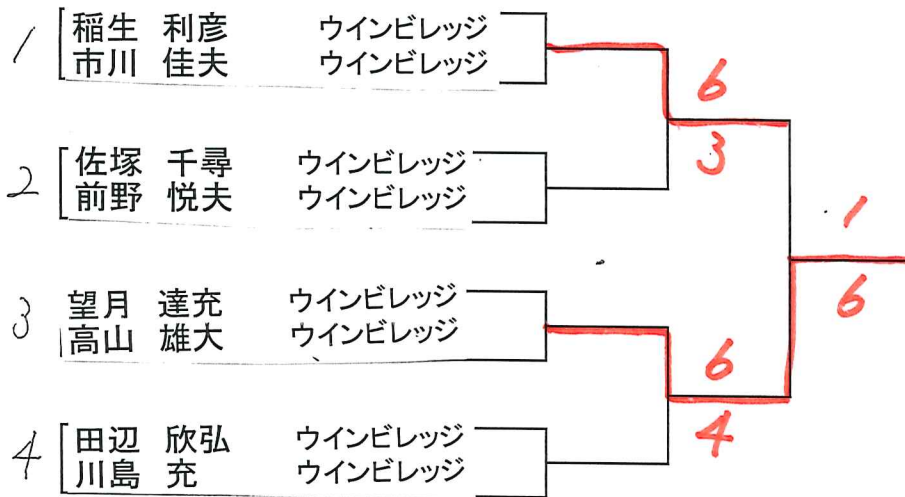 1
稲生 利彦 ウインビレッジ
市川 佳夫 ウインビレッジ
6
3
2
佐塚 千尋 ウインビレッジ
前野 悦夫 ウインビレッジ
1
6
3
望月 達充 ウインビレッジ
高山 雄大 ウインビレッジ
6
4
4
田辺 欣弘 ウインビレッジ
川島 充 ウインビレッジ